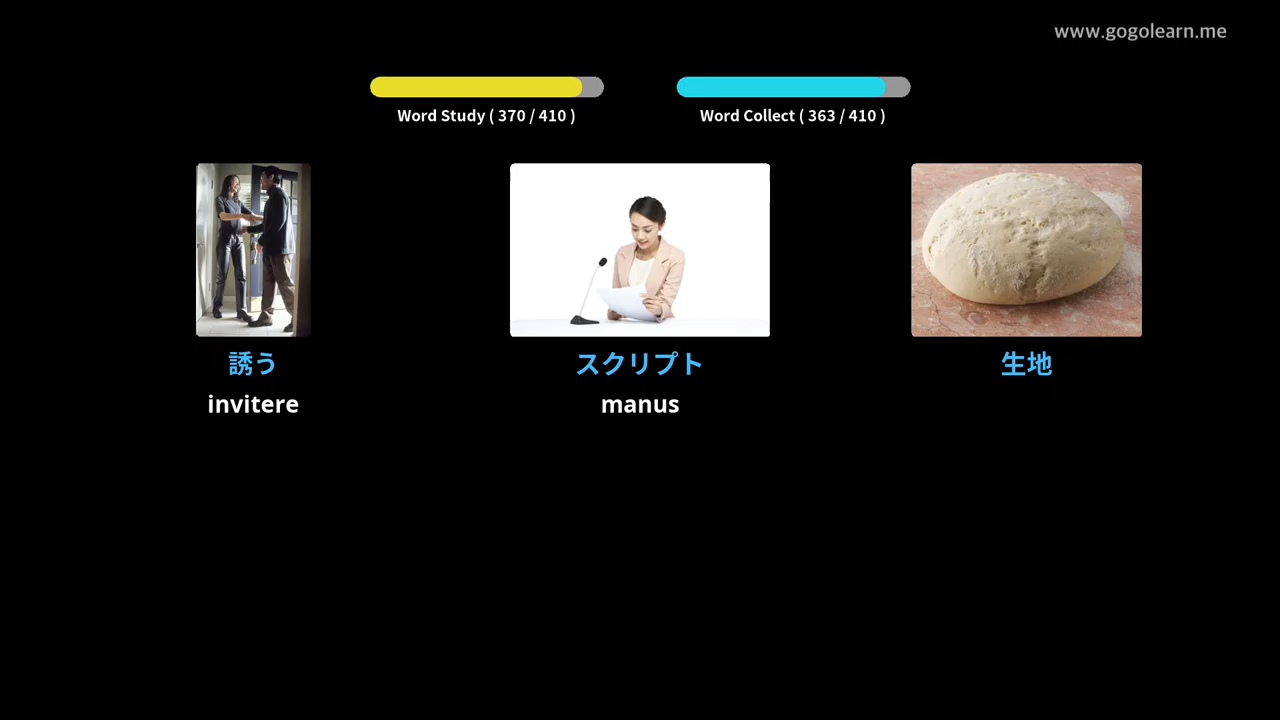 www.gogolearn.me
Word Study ( 370 / 410 )
Word Collect ( 363 / 410 )
誘う
スクリプト
生地
invitere
manus